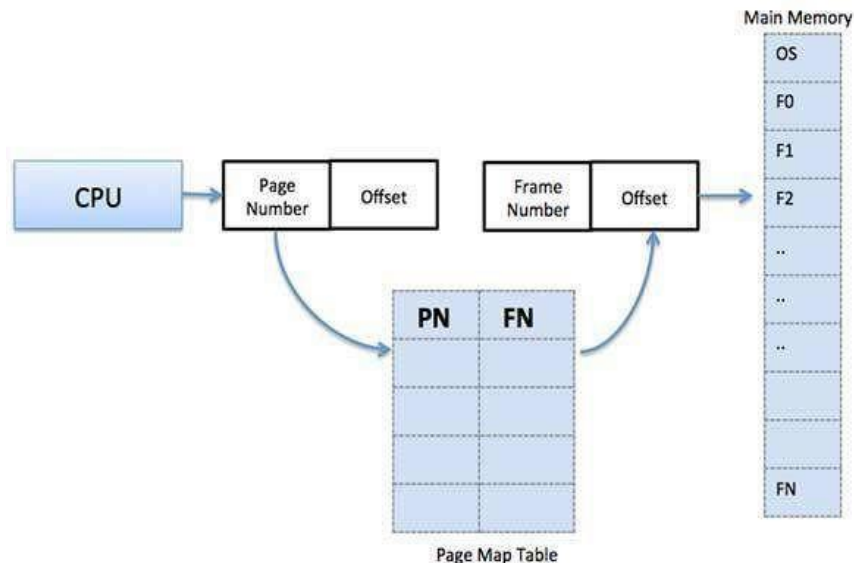 Main Memory
OS
F0
F1
F2
..
..
..
FN
CPU
Page
Number
Offset
Frame
Number
Offset
PN
FN
Page Map Table